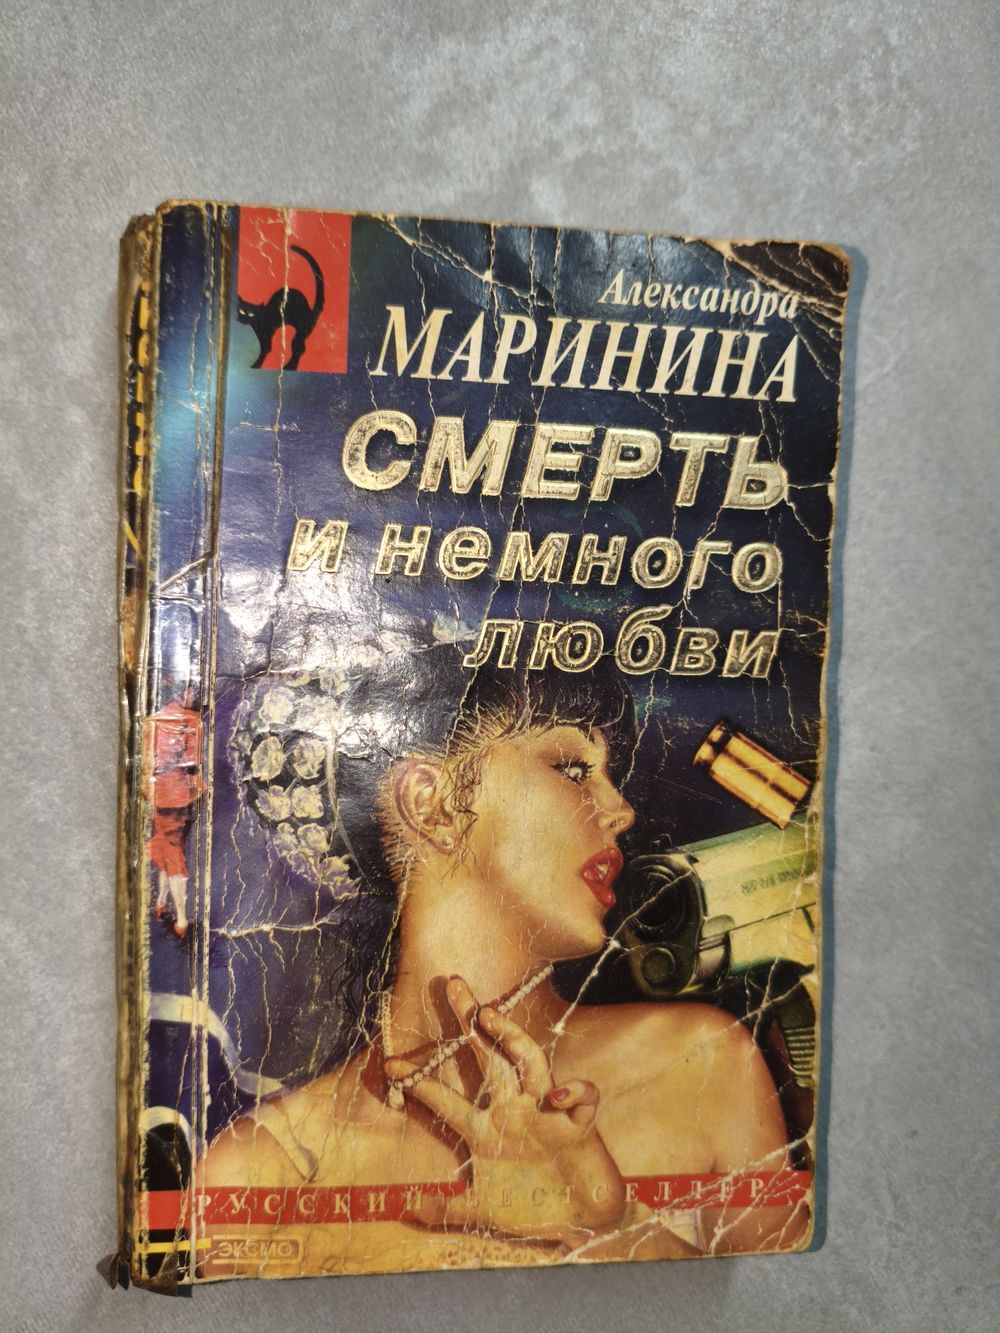 Александра
МАРИНИНА
СМЕРТЬ
и немного
любви
РУССКИЙ БЕСТСЕЛЛЕР
ЭКСМО